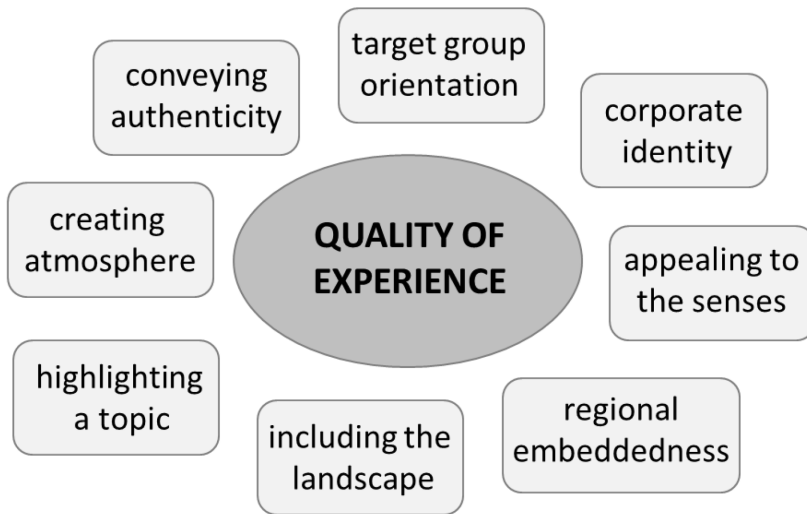 target group
orientation
conveying
authenticity
corporate
identity
QUALITY OF
EXPERIENCE
creating
atmosphere
appealing to
the senses
highlighting
a topic
including the
landscape
regional
embeddedness